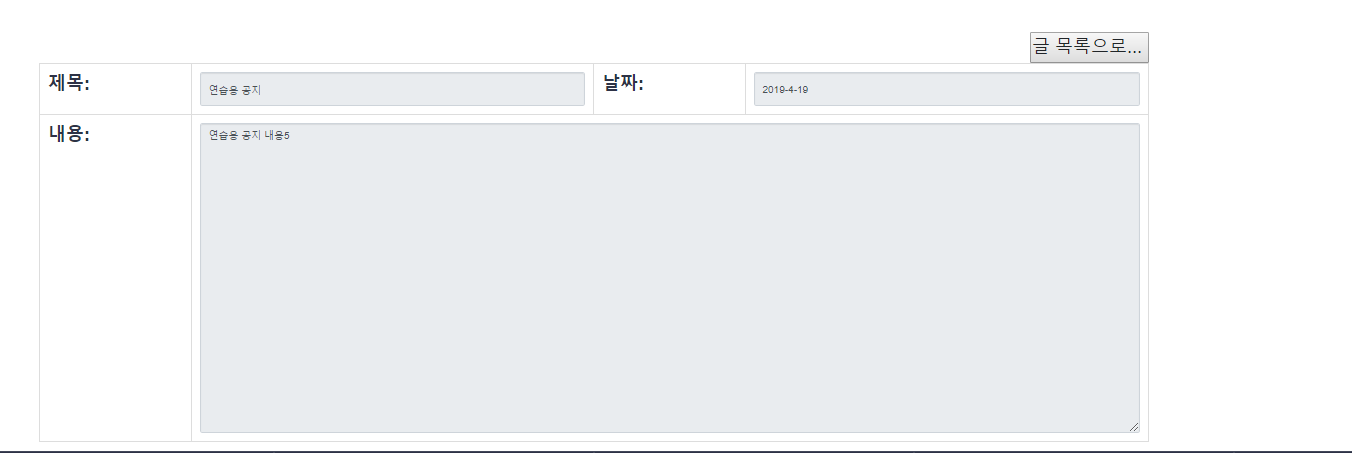 글 목록으로...
제목: 연습용 공지 날짜: 2019-4-19
내용: 연습용 공지 내용5